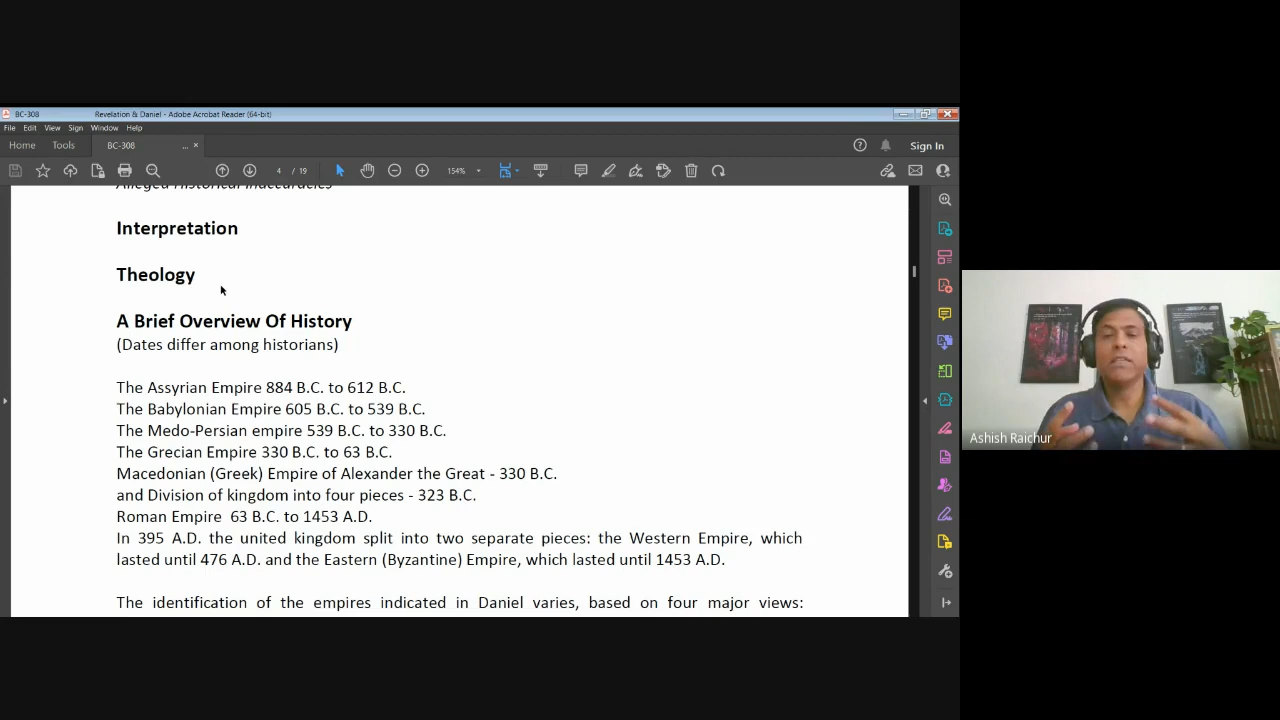 BC-308 Revelation & Daniel - Adobe Acrobat Reader (64-bit)
File Edit View Sign Window Help
Home Tools BC-308 ... × Sign In
4 / 19 154%
Alleged Historical Inaccuracies
Interpretation
Theology
A Brief Overview Of History
(Dates differ among historians)
The Assyrian Empire 884 B.C. to 612 B.C.
The Babylonian Empire 605 B.C. to 539 B.C.
The Medo-Persian empire 539 B.C. to 330 B.C.
The Grecian Empire 330 B.C. to 63 B.C.
Macedonian (Greek) Empire of Alexander the Great - 330 B.C.
and Division of kingdom into four pieces - 323 B.C.
Roman Empire 63 B.C. to 1453 A.D.
In 395 A.D. the united kingdom split into two separate pieces: the Western Empire, which
lasted until 476 A.D. and the Eastern (Byzantine) Empire, which lasted until 1453 A.D.
The identification of the empires indicated in Daniel varies, based on four major views:
Ashish Raichur